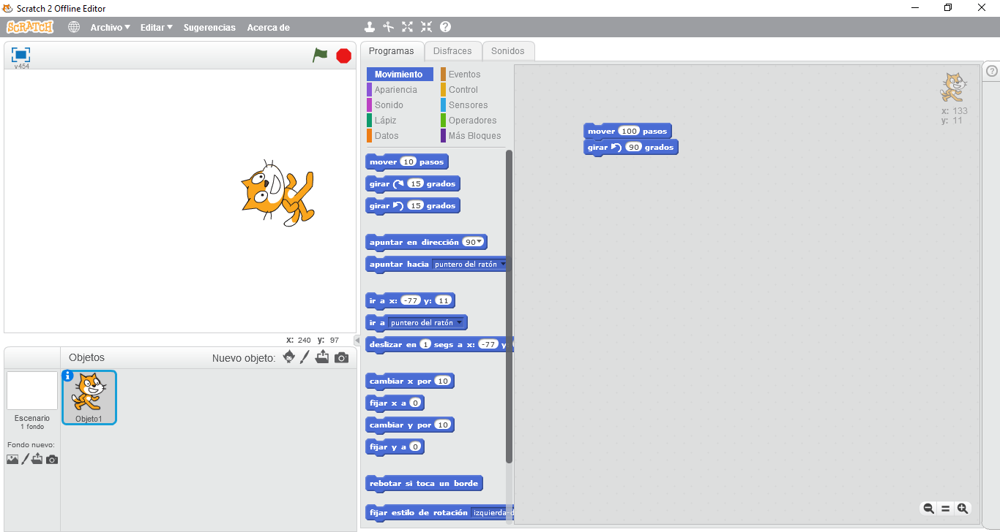 Scratch 2 Offline Editor
SCRATCH Archivo Editar Sugerencias Acerca de
v454
Programas Disfraces Sonidos
Movimiento Eventos
Apariencia Control
Sonido Sensores
Lápiz Operadores
Datos Más Bloques
mover 10 pasos
girar 15 grados
girar 15 grados
apuntar en dirección 90
apuntar hacia puntero del ratón
ir a x: -77 y: 11
ir a puntero del ratón
deslizar en 1 segs a x: -77 y
cambiar x por 10
fijar x a 0
cambiar y por 10
fijar y a 0
rebotar si toca un borde
fijar estilo de rotación izquierda-d
mover 100 pasos
girar 90 grados
x: 133
y: 11
x: 240 y: 97
Objetos Nuevo objeto:
Escenario
1 fondo
Fondo nuevo:
Objeto1